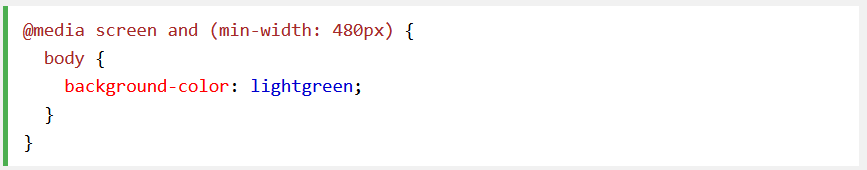 @media screen and (min-width: 480px) {
  body {
    background-color: lightgreen;
  }
}